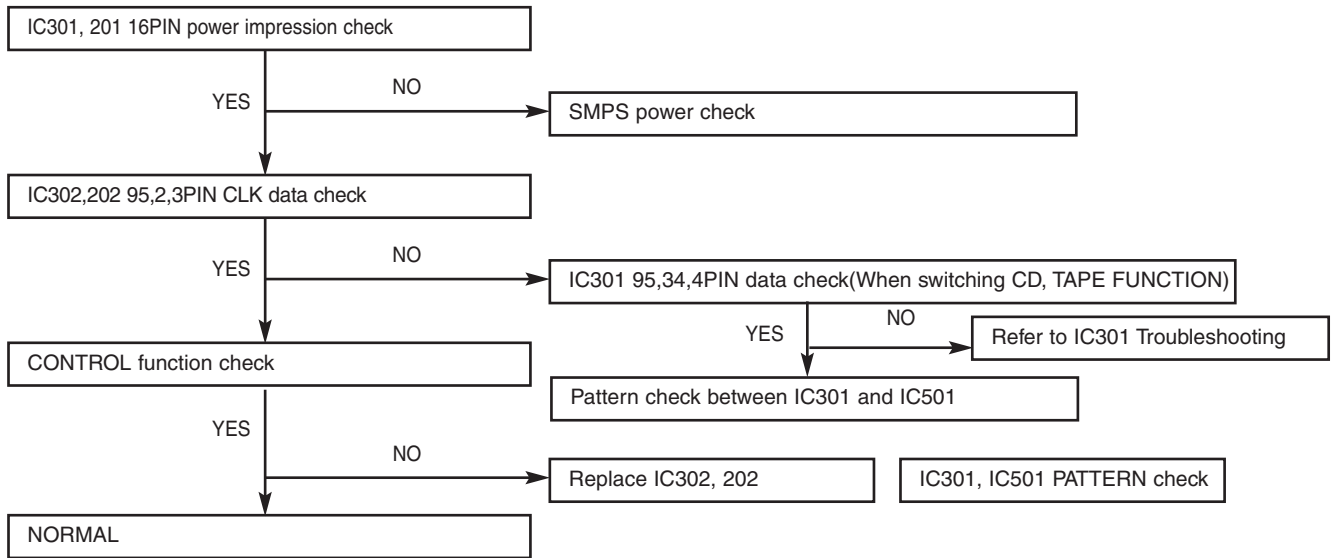 IC301, 201 16PIN power impression check
YES
NO
SMPS power check
IC302,202 95,2,3PIN CLK data check
YES
NO
IC301 95,34,4PIN data check(When switching CD, TAPE FUNCTION)
YES
NO
Refer to IC301 Troubleshooting
CONTROL function check
Pattern check between IC301 and IC501
YES
NO
Replace IC302, 202
IC301, IC501 PATTERN check
NORMAL